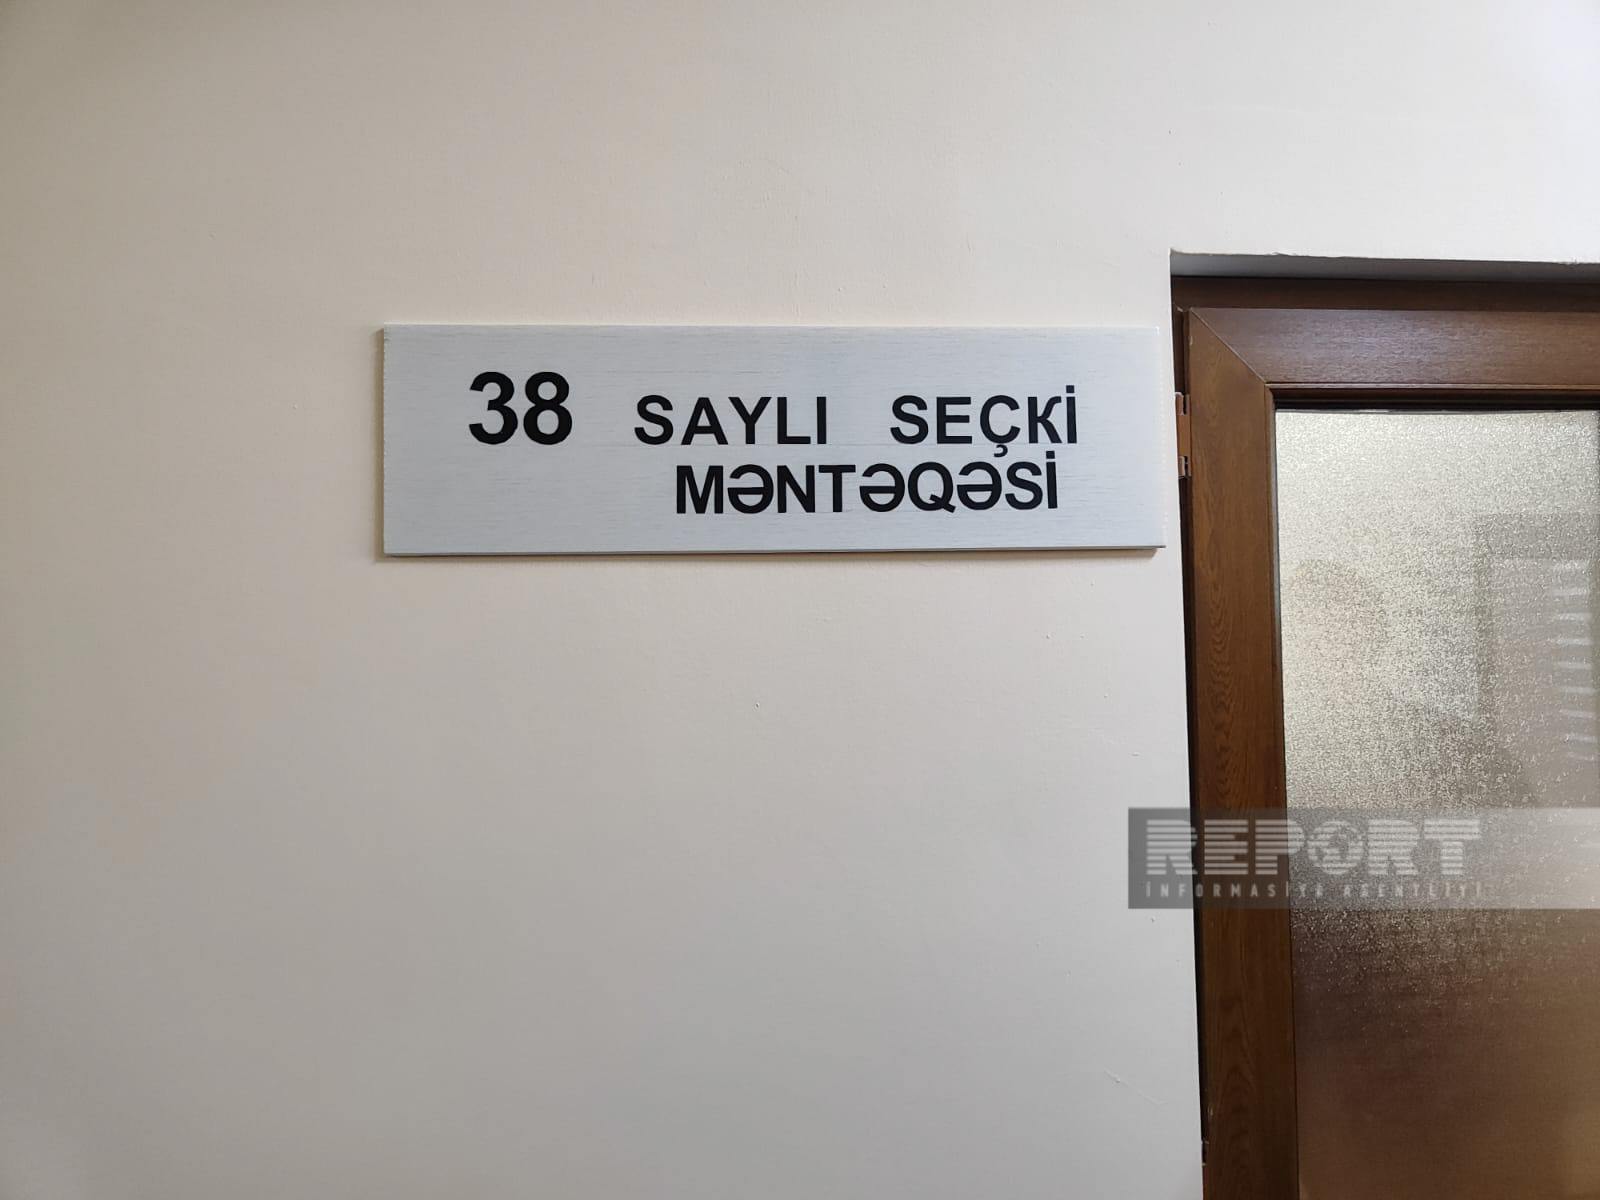 38 SAYLI SEÇKİ
MƏNTƏQƏSİ
REPORT
İNFORMASİYA AGENTLİYİ